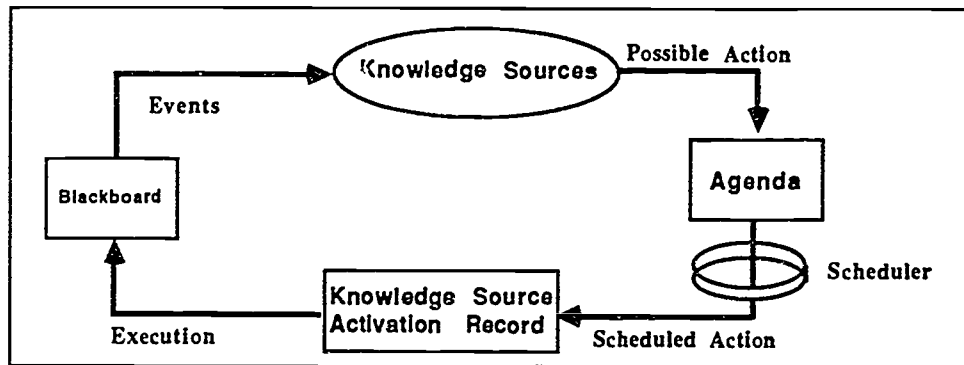 Knowledge Sources
Possible Action
Events
Blackboard
Agenda
Scheduler
Knowledge Source
Activation Record
Execution
Scheduled Action